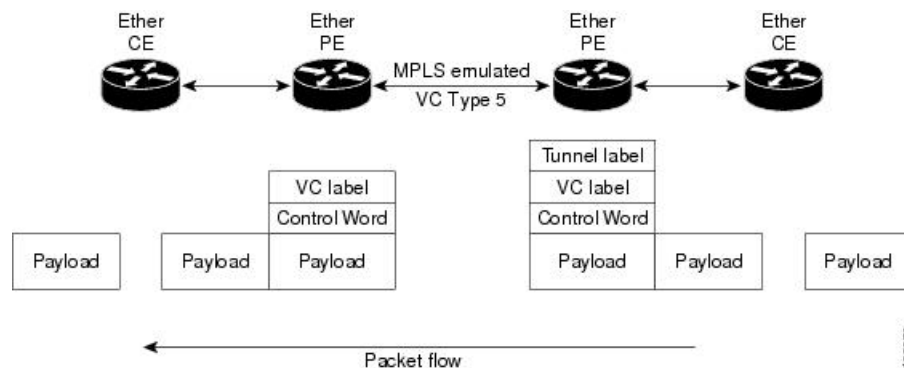 Ether
CE
Ether
PE
Ether
PE
Ether
CE
MPLS emulated
VC Type 5
Tunnel label
VC label
VC label
Control Word
Control Word
Payload
Payload
Payload
Payload
Payload
Payload
Packet flow